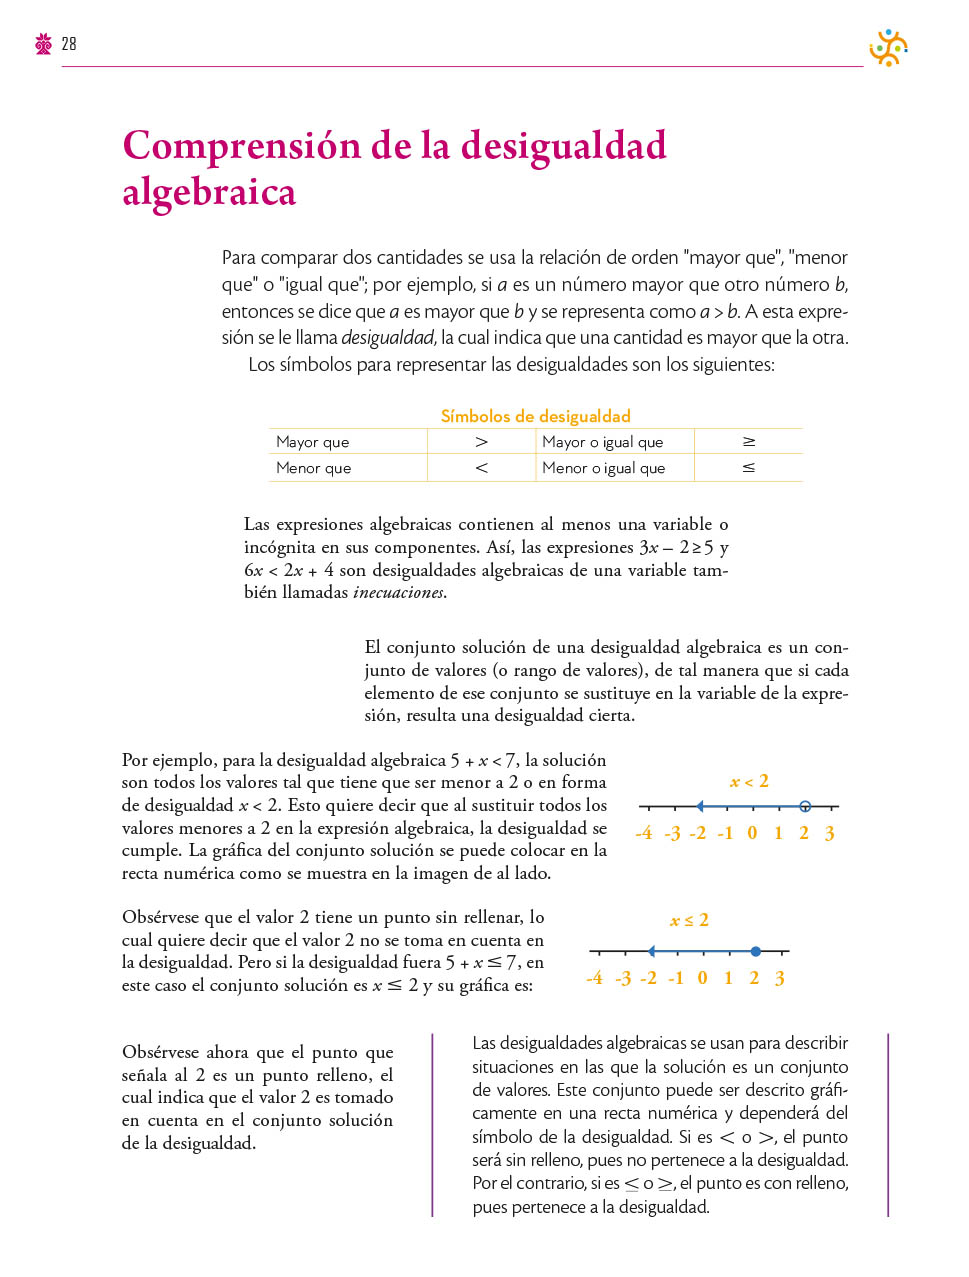 28
Comprensión de la desigualdad
algebraica
Para comparar dos cantidades se usa la relación de orden "mayor que", "menor
que" o "igual que"; por ejemplo, si a es un número mayor que otro número b,
entonces se dice que a es mayor que b y se representa como a > b. A esta expre-
sión se le llama desigualdad, la cual indica que una cantidad es mayor que la otra.
Los símbolos para representar las desigualdades son los siguientes:
Símbolos de desigualdad
Mayor que > Mayor o igual que ≥
Menor que < Menor o igual que ≤
Las expresiones algebraicas contienen al menos una variable o
incógnita en sus componentes. Así, las expresiones 3x – 2 ≥ 5 y
6x < 2x + 4 son desigualdades algebraicas de una variable tam-
bién llamadas inecuaciones.
El conjunto solución de una desigualdad algebraica es un con-
junto de valores (o rango de valores), de tal manera que si cada
elemento de ese conjunto se sustituye en la variable de la expre-
sión, resulta una desigualdad cierta.
Por ejemplo, para la desigualdad algebraica 5 + x < 7, la solución
son todos los valores tal que tiene que ser menor a 2 o en forma
de desigualdad x < 2. Esto quiere decir que al sustituir todos los
valores menores a 2 en la expresión algebraica, la desigualdad se
cumple. La gráfica del conjunto solución se puede colocar en la
recta numérica como se muestra en la imagen de al lado.
x < 2
-4 -3 -2 -1 0 1 2 3
Obsérvese que el valor 2 tiene un punto sin rellenar, lo
cual quiere decir que el valor 2 no se toma en cuenta en
la desigualdad. Pero si la desigualdad fuera 5 + x ≤ 7, en
este caso el conjunto solución es x ≤ 2 y su gráfica es:
x ≤ 2
-4 -3 -2 -1 0 1 2 3
Obsérvese ahora que el punto que
señala al 2 es un punto relleno, el
cual indica que el valor 2 es tomado
en cuenta en el conjunto solución
de la desigualdad.
Las desigualdades algebraicas se usan para describir
situaciones en las que la solución es un conjunto
de valores. Este conjunto puede ser descrito gráfi-
camente en una recta numérica y dependerá del
símbolo de la desigualdad. Si es < o >, el punto
será sin relleno, pues no pertenece a la desigualdad.
Por el contrario, si es ≤ o ≥, el punto es con relleno,
pues pertenece a la desigualdad.